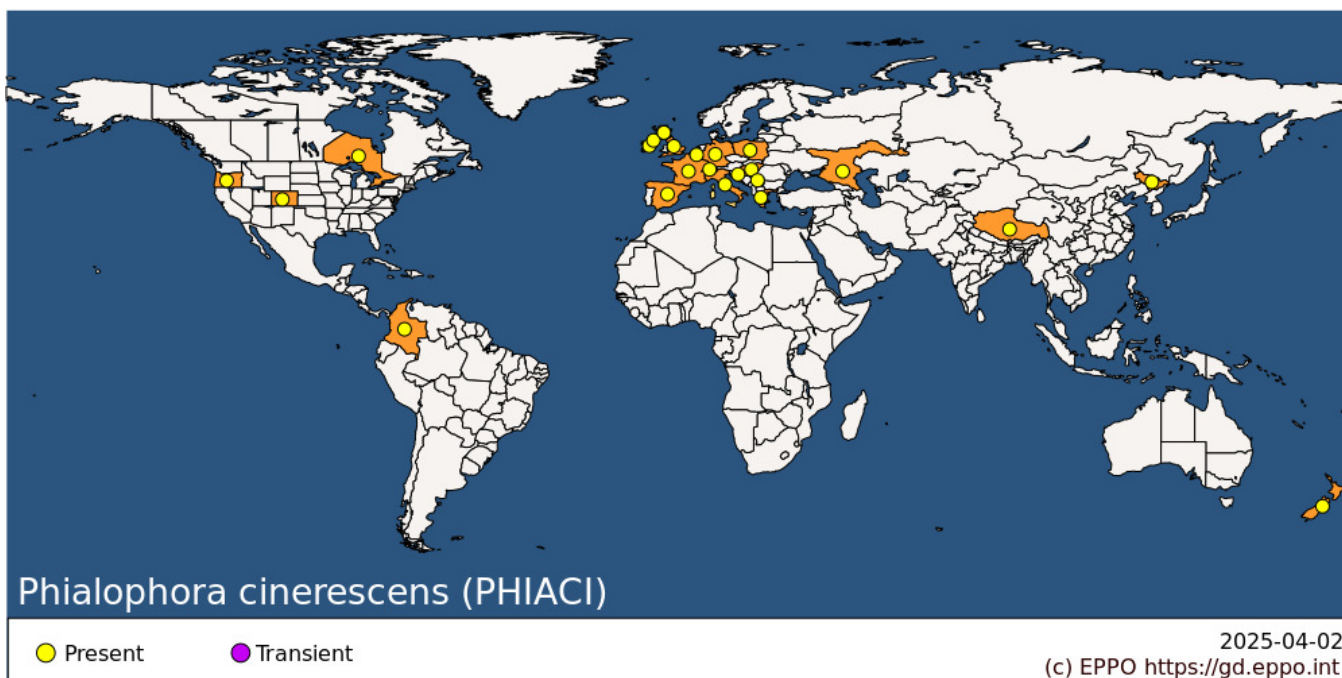 Phialophora cinerescens (PHIACI)
Present
Transient
2025-04-02
(c) EPPO https://gd.eppo.int